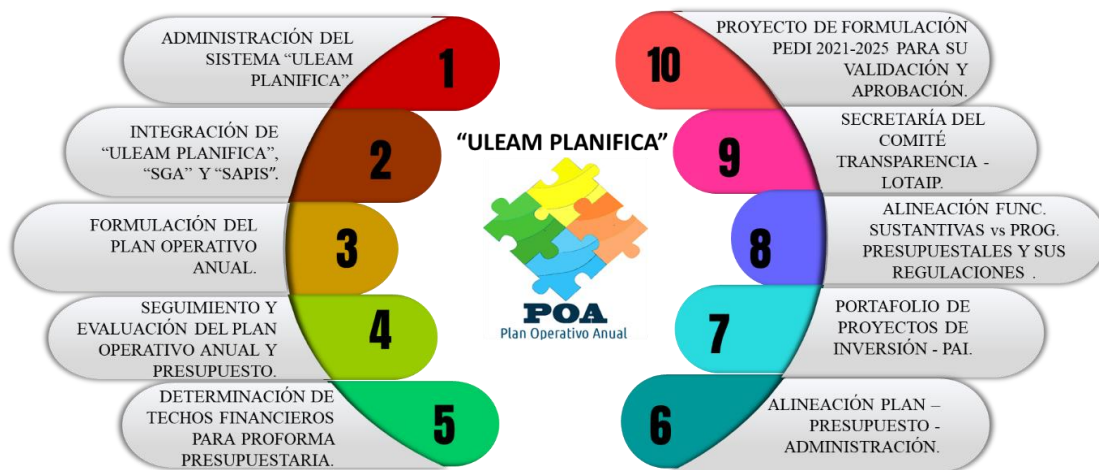 ADMINISTRACIÓN DEL
SISTEMA “ULEAM
PLANIFICA”
1
INTEGRACIÓN DE
“ULEAM PLANIFICA”,
“SGA” Y “SAPIS”.
2
FORMULACIÓN DEL
PLAN OPERATIVO
ANUAL.
3
SEGUIMIENTO Y
EVALUACIÓN DEL PLAN
OPERATIVO ANUAL Y
PRESUPUESTO.
4
DETERMINACIÓN DE
TECHOS FINANCIEROS
PARA PROFORMA
PRESUPUESTARIA.
5
“ULEAM PLANIFICA”
POA
Plan Operativo Anual
10
PROYECTO DE FORMULACIÓN
PEDI 2021-2025 PARA SU
VALIDACIÓN Y
APROBACIÓN.
9
SECRETARÍA DEL
COMITÉ
TRANSPARENCIA -
LOTAIP.
8
ALINEACIÓN FUNC.
SUSTANTIVAS vs PROG.
PRESUPUESTALES Y SUS
REGULACIONES .
7
PORTAFOLIO DE
PROYECTOS DE
INVERSIÓN - PAI.
6
ALINEACIÓN PLAN –
PRESUPUESTO -
ADMINISTRACIÓN.